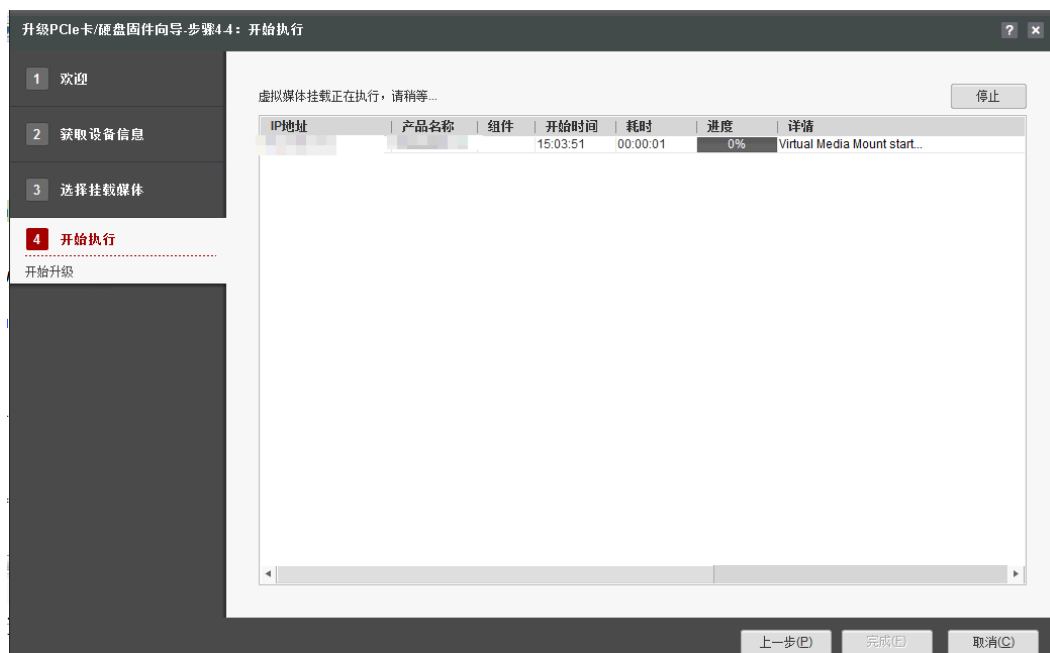 升级PCIe卡/硬盘固件向导-步骤4-4：开始执行 ? ×
1 欢迎
2 获取设备信息
3 选择挂载媒体
4 开始执行
开始升级
虚拟媒体挂载正在执行，请稍等...
停止
IP地址 产品名称 组件 开始时间 耗时 进度 详情
15:03:51 00:00:01 0% Virtual Media Mount start...
上一步(P) 完成(F) 取消(C)